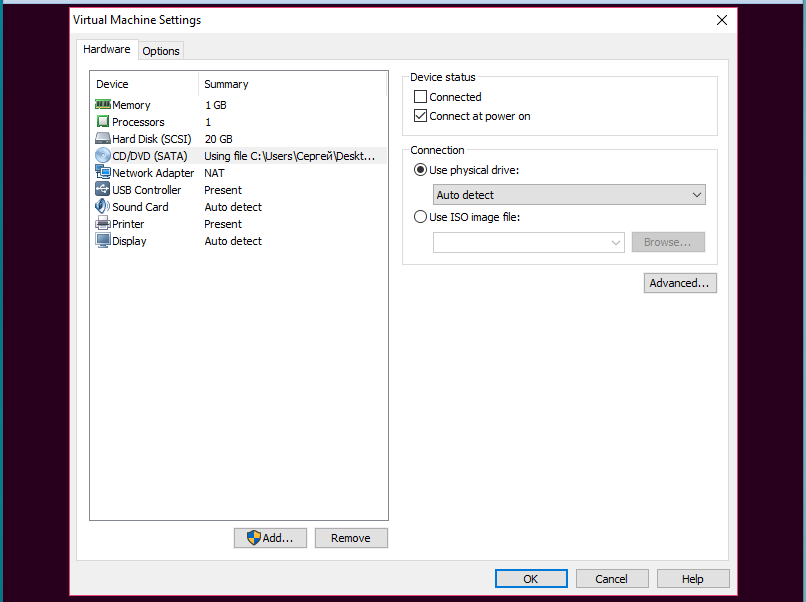 Virtual Machine Settings
Hardware Options
Device Summary
Memory 1 GB
Processors 1
Hard Disk (SCSI) 20 GB
CD/DVD (SATA) Using file C:\Users\Сергей\Deskt...
Network Adapter NAT
USB Controller Present
Sound Card Auto detect
Printer Present
Display Auto detect
Add... Remove
Device status
Connected
Connect at power on
Connection
Use physical drive:
Auto detect
Use ISO image file:
Browse...
Advanced...
OK Cancel Help